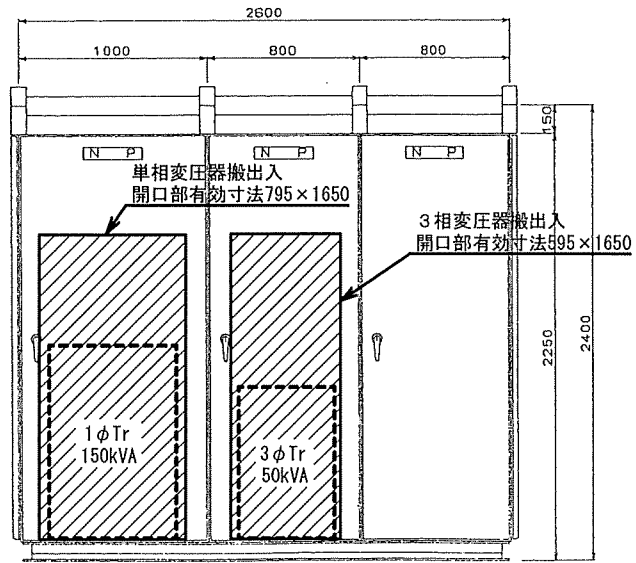 2600
1000
800
800
150
N P
N P
N P
単相変圧器搬出入
開口部有効寸法795×1650
3相変圧器搬出入
開口部有効寸法595×1650
2250
2400
1φTr
150kVA
3φTr
50kVA